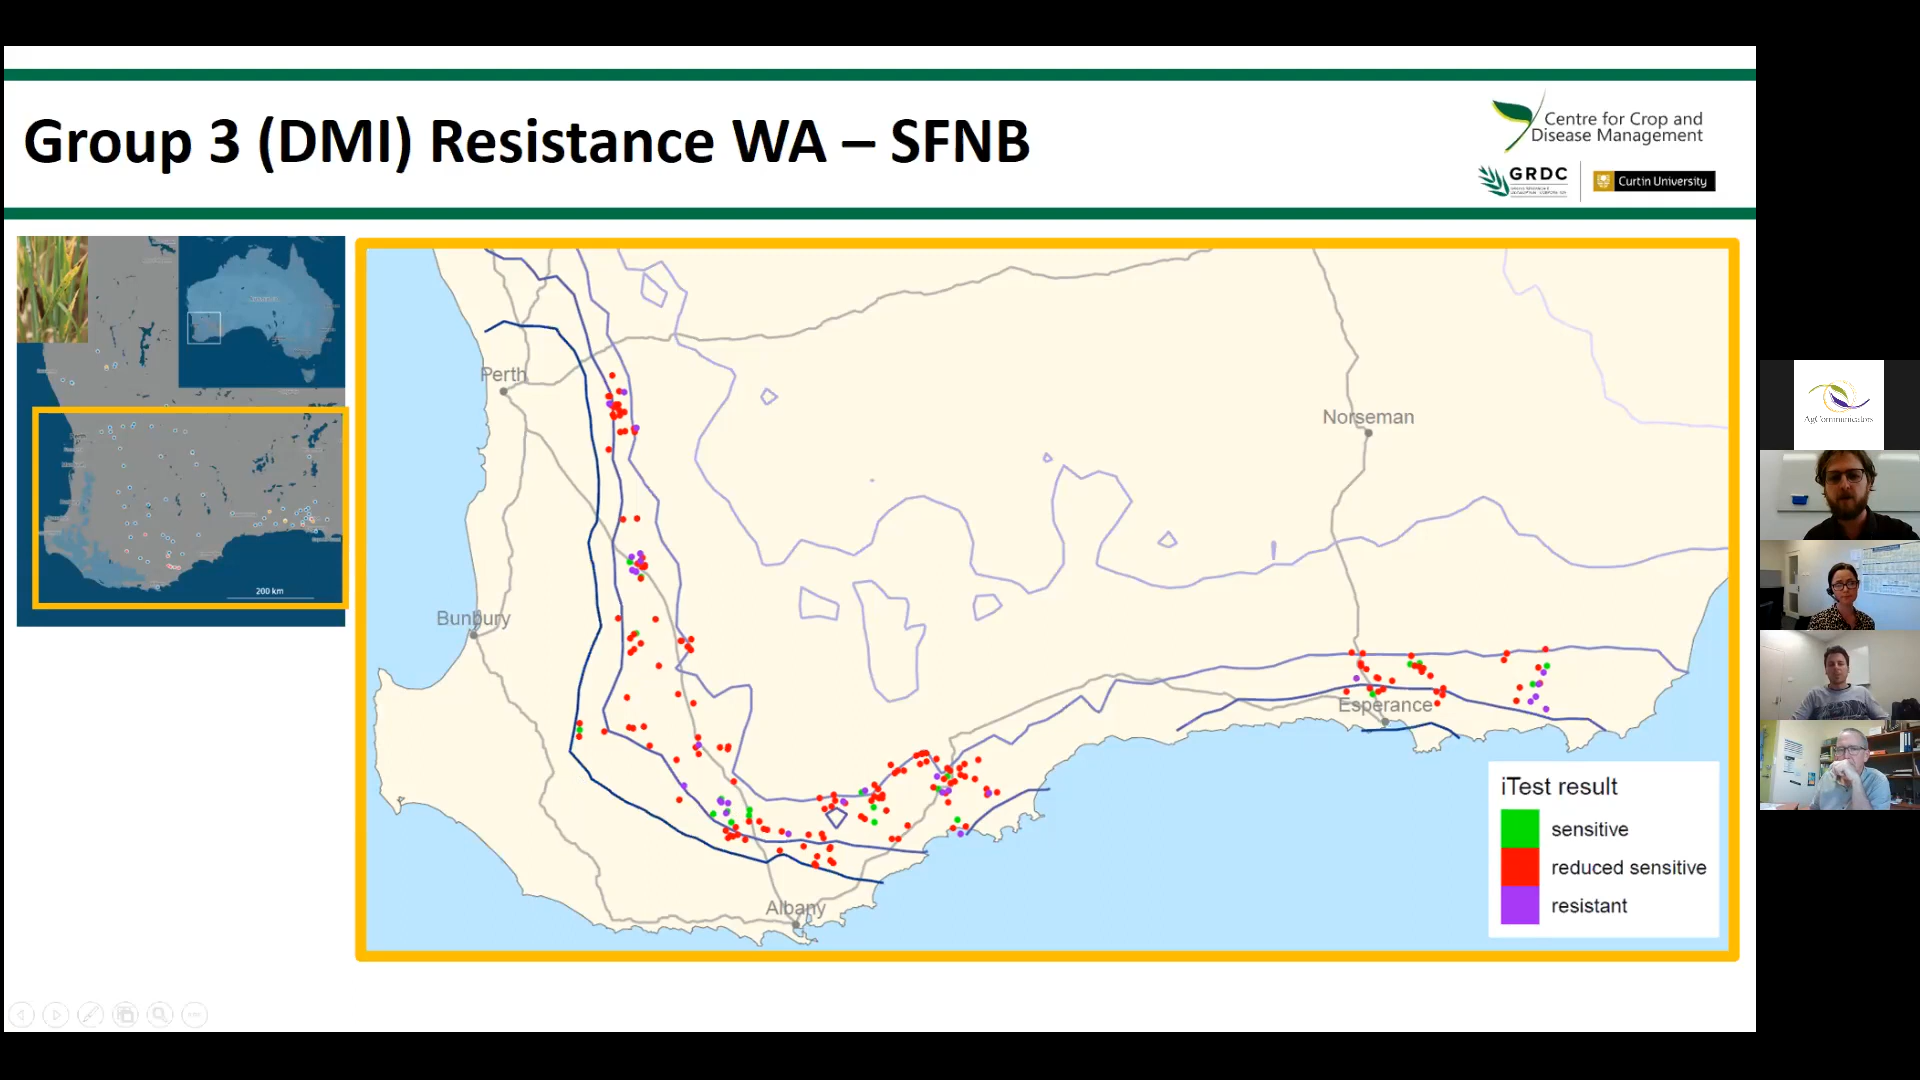 Group 3 (DMI) Resistance WA – SFNB
Centre for Crop and
Disease Management
GRDC
Curtin University
200 km
Perth
Norseman
Bunbury
Esperance
Albany
iTest result
sensitive
reduced sensitive
resistant
AgCommunicators